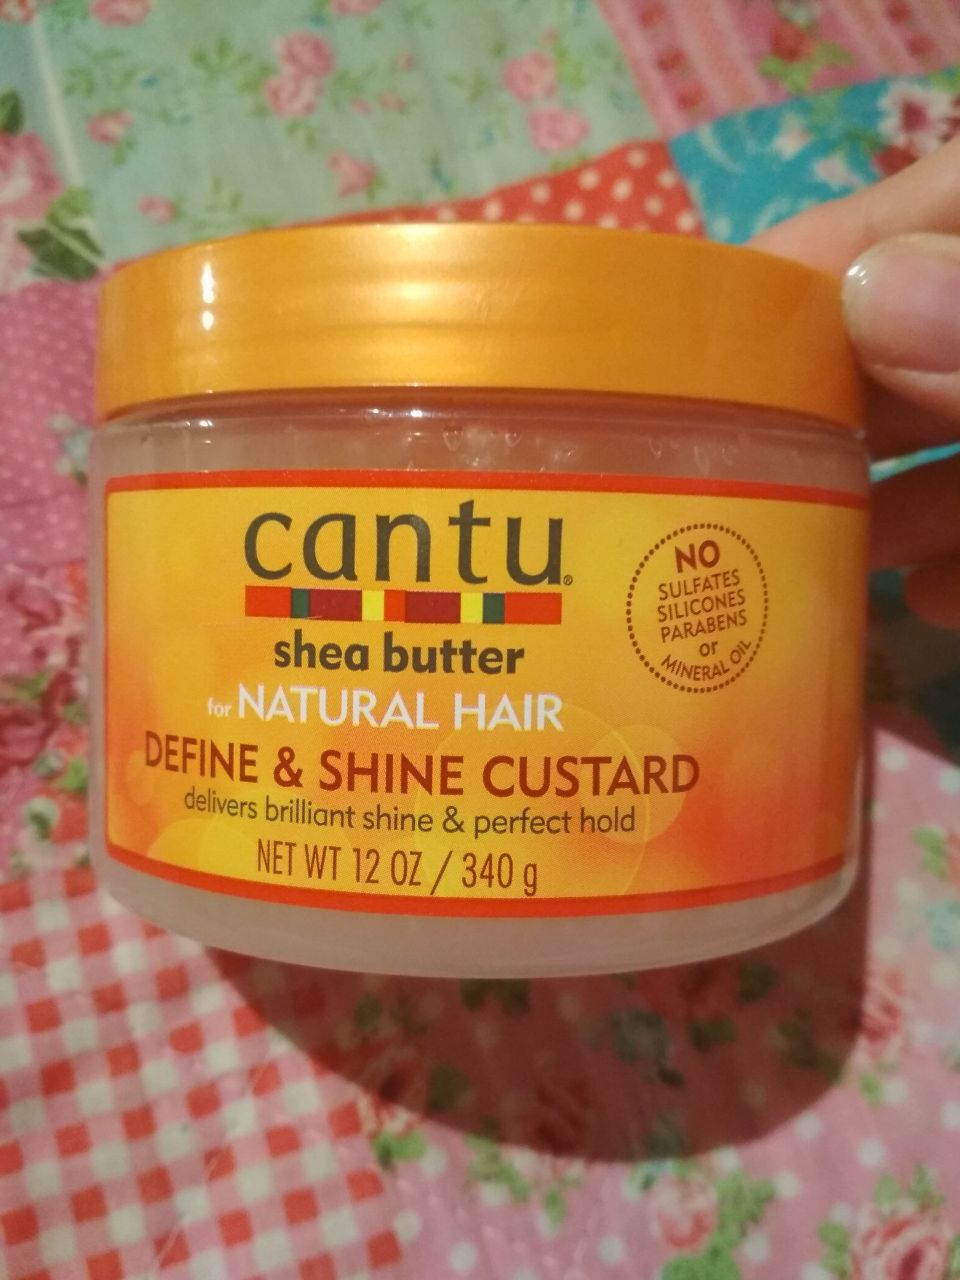 cantu®
shea butter
for NATURAL HAIR
DEFINE & SHINE CUSTARD
delivers brilliant shine & perfect hold
NET WT 12 OZ / 340 g
NO
SULFATES
SILICONES
PARABENS
or
MINERAL OIL